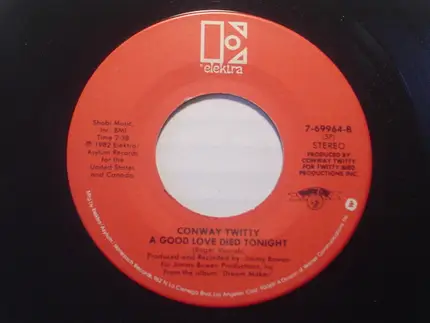 elektra
Shobi Music,
Inc. BMI
Time 2:38
℗ 1982 Elektra/
Asylum Records
for the
United States
and Canada
7-69964-B
(SP)
STEREO
PRODUCED BY
CONWAY TWITTY
FOR TWITTY BIRD
PRODUCTIONS INC.
CONWAY TWITTY
A GOOD LOVE DIED TONIGHT
Produced and Recorded by Jimmy Bowen
for Jimmy Bowen Productions, Inc.
from the album: Dream Maker